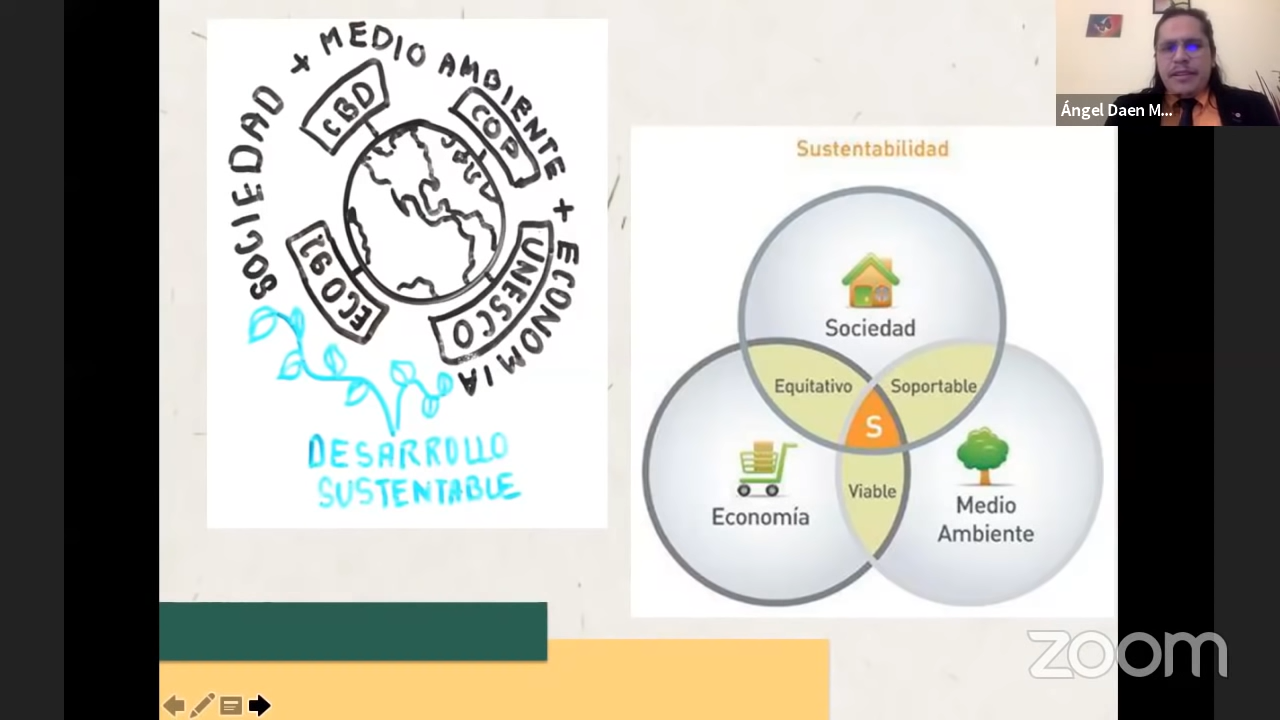 SOCIEDAD + MEDIO AMBIENTE + ECONOMIA
CBD
COP
ECO 92
UNESCO
DESARROLLO
SUSTENTABLE
Sustentabilidad
Sociedad
Equitativo
Soportable
S
Economía
Viable
Medio
Ambiente
Ángel Daen M...
zoom